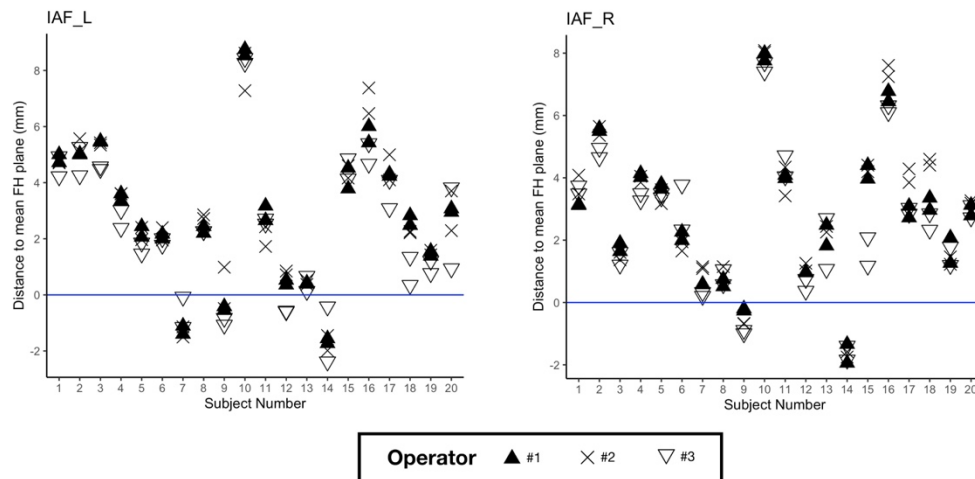 IAF_L
Distance to mean FH plane (mm)
8
6
4
2
0
-2
1 2 3 4 5 6 7 8 9 10 11 12 13 14 15 16 17 18 19 20
Subject Number
IAF_R
Distance to mean FH plane (mm)
8
6
4
2
0
-2
1 2 3 4 5 6 7 8 9 10 11 12 13 14 15 16 17 18 19 20
Subject Number
Operator #1 #2 #3